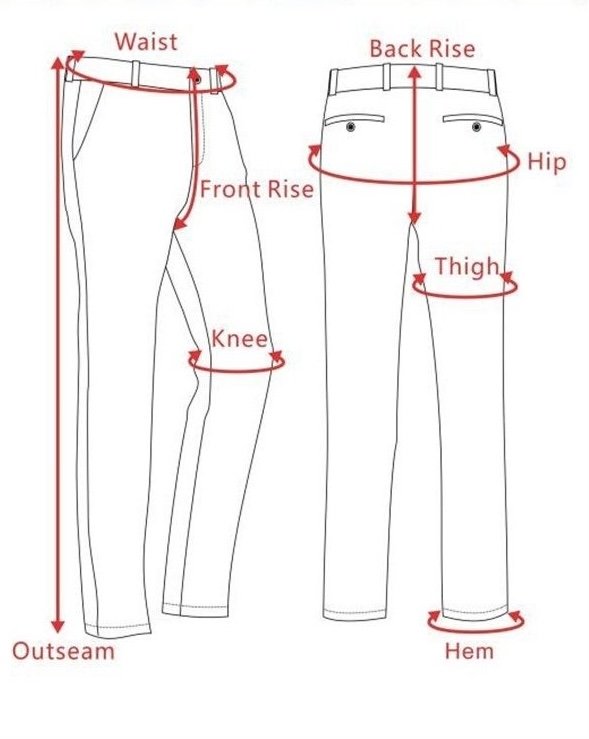 Waist
Back Rise
Hip
Front Rise
Thigh
Knee
Outseam
Hem